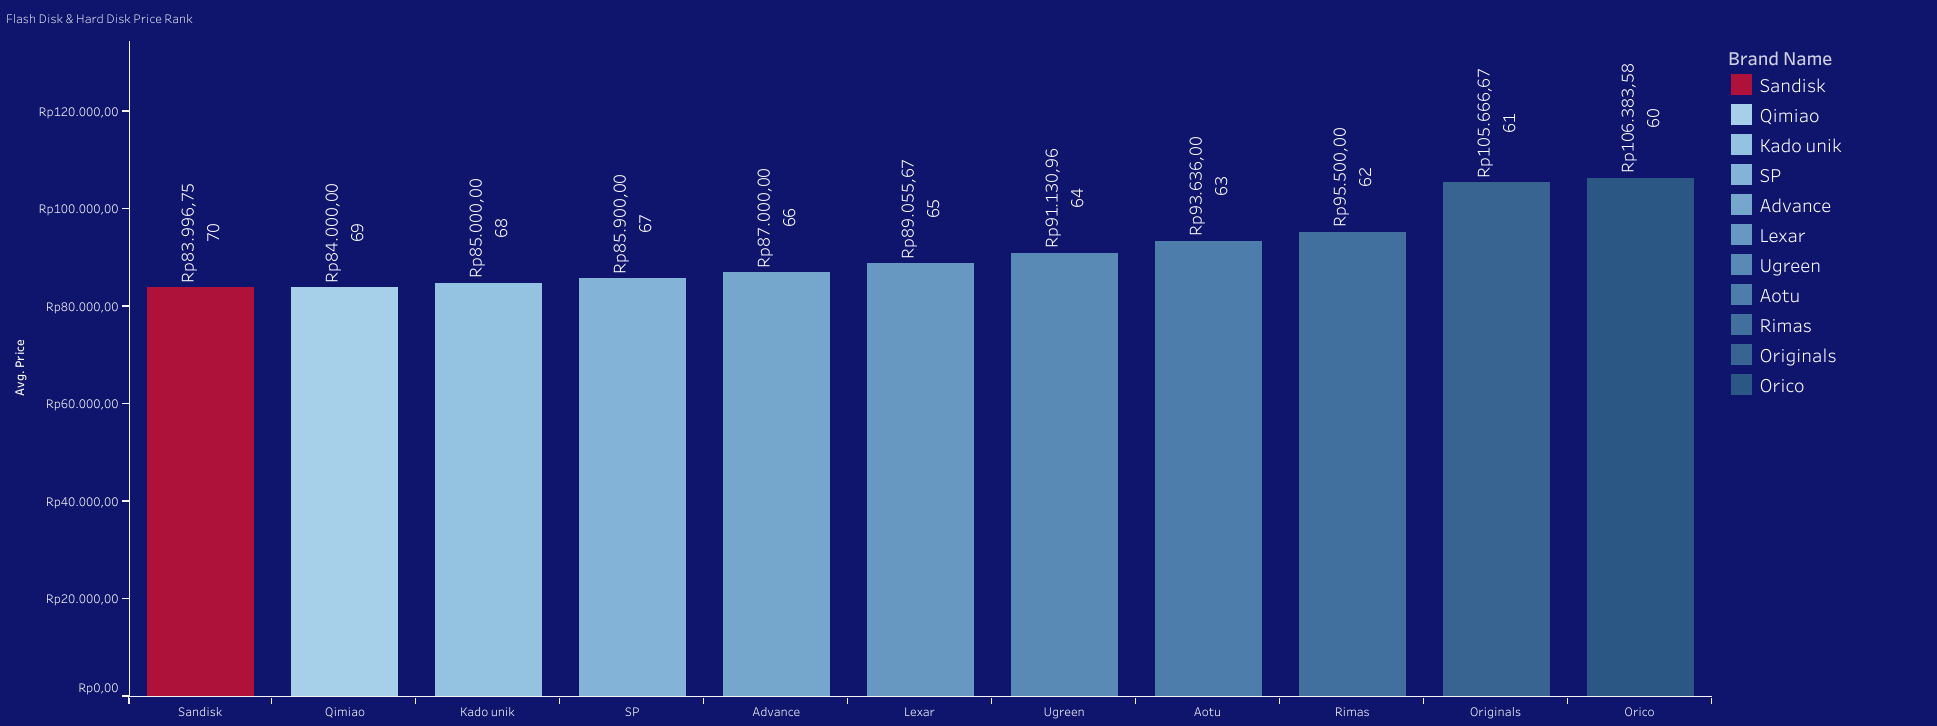 Flash Disk & Hard Disk Price Rank
Avg. Price
Rp120.000,00
Rp100.000,00
Rp80.000,00
Rp60.000,00
Rp40.000,00
Rp20.000,00
Rp0,00
Rp83.996,75
70
Rp84.000,00
69
Rp85.000,00
68
Rp85.900,00
67
Rp87.000,00
66
Rp89.055,67
65
Rp91.130,96
64
Rp93.636,00
63
Rp95.500,00
62
Rp105.666,67
61
Rp106.383,58
60
Sandisk
Qimiao
Kado unik
SP
Advance
Lexar
Ugreen
Aotu
Rimas
Originals
Orico
Brand Name
Sandisk
Qimiao
Kado unik
SP
Advance
Lexar
Ugreen
Aotu
Rimas
Originals
Orico